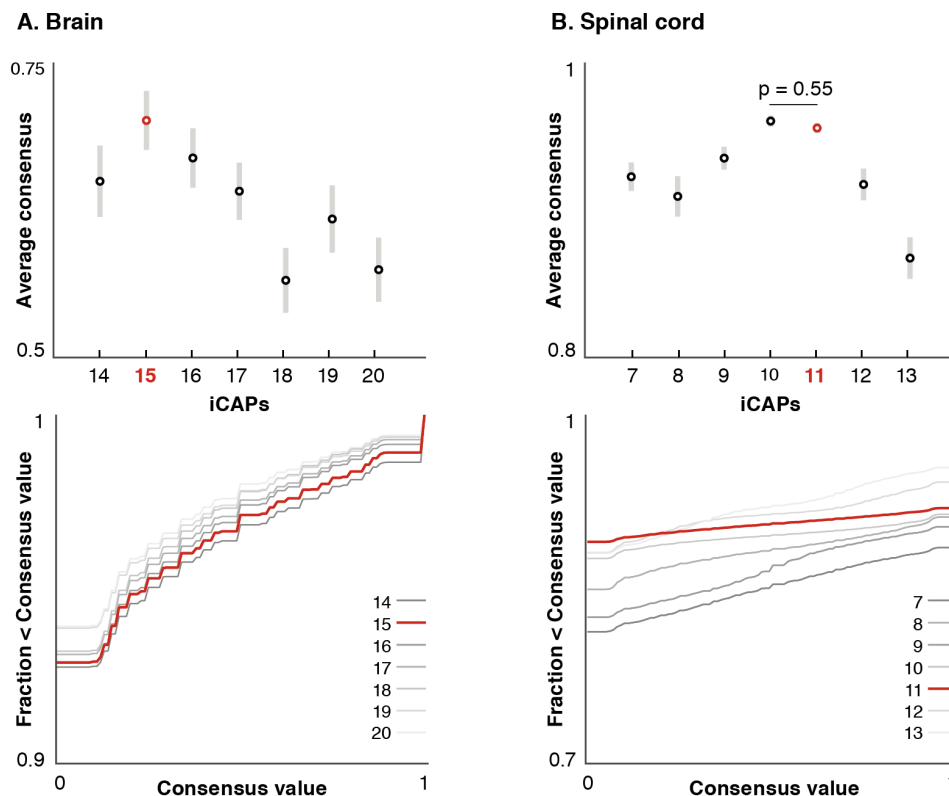 A. Brain
0.75
Average consensus
0.5
14 15 16 17 18 19 20
iCAPs
1
Fraction < Consensus value
14
15
16
17
18
19
20
0.9
0 1
Consensus value
B. Spinal cord
1
p = 0.55
Average consensus
0.8
7 8 9 10 11 12 13
iCAPs
1
Fraction < Consensus value
7
8
9
10
11
12
13
0.7
0
Consensus value